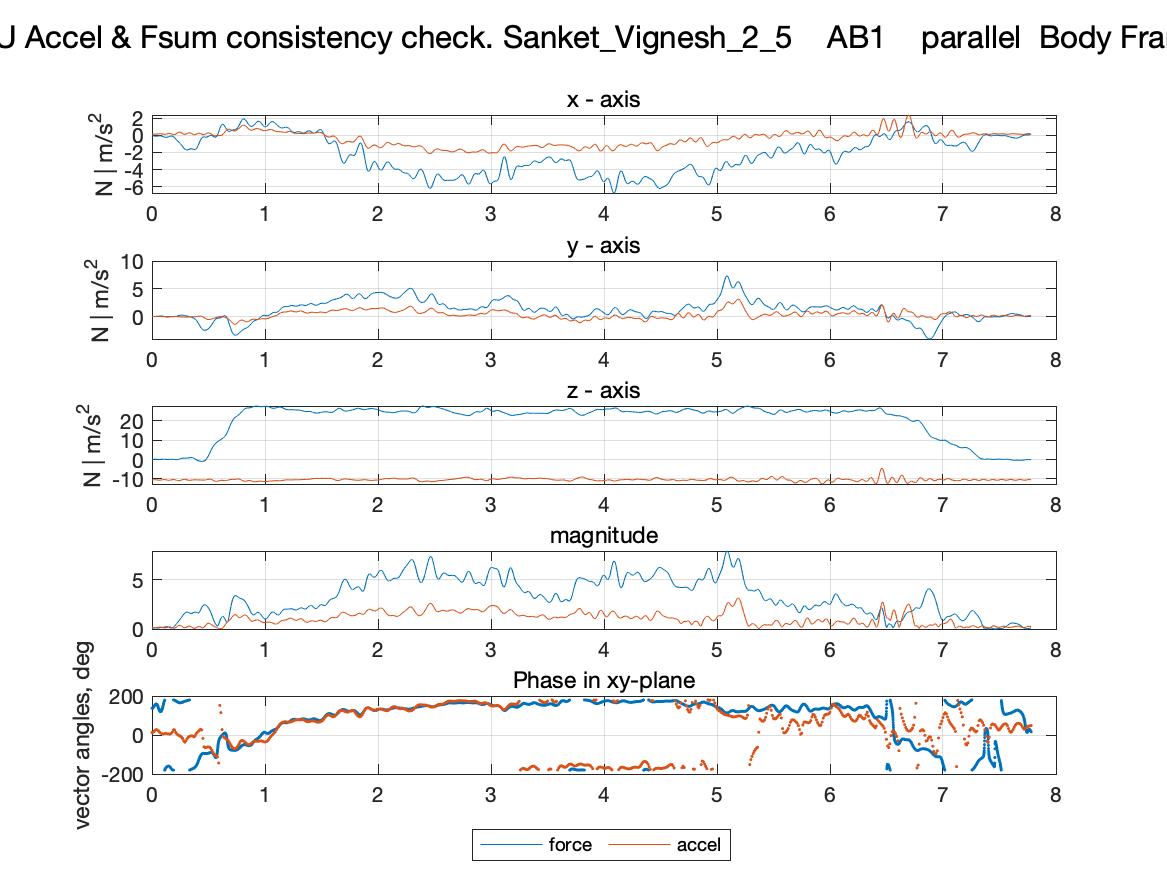 U Accel & Fsum consistency check. Sanket_Vignesh_2_5 AB1 parallel Body Fra
x - axis
N | m/s2
2
0
-2
-4
-6
0 1 2 3 4 5 6 7 8
y - axis
N | m/s2
10
5
0
0 1 2 3 4 5 6 7 8
z - axis
N | m/s2
20
10
0
-10
0 1 2 3 4 5 6 7 8
magnitude
5
0
0 1 2 3 4 5 6 7 8
Phase in xy-plane
vector angles, deg
200
0
-200
0 1 2 3 4 5 6 7 8
force accel